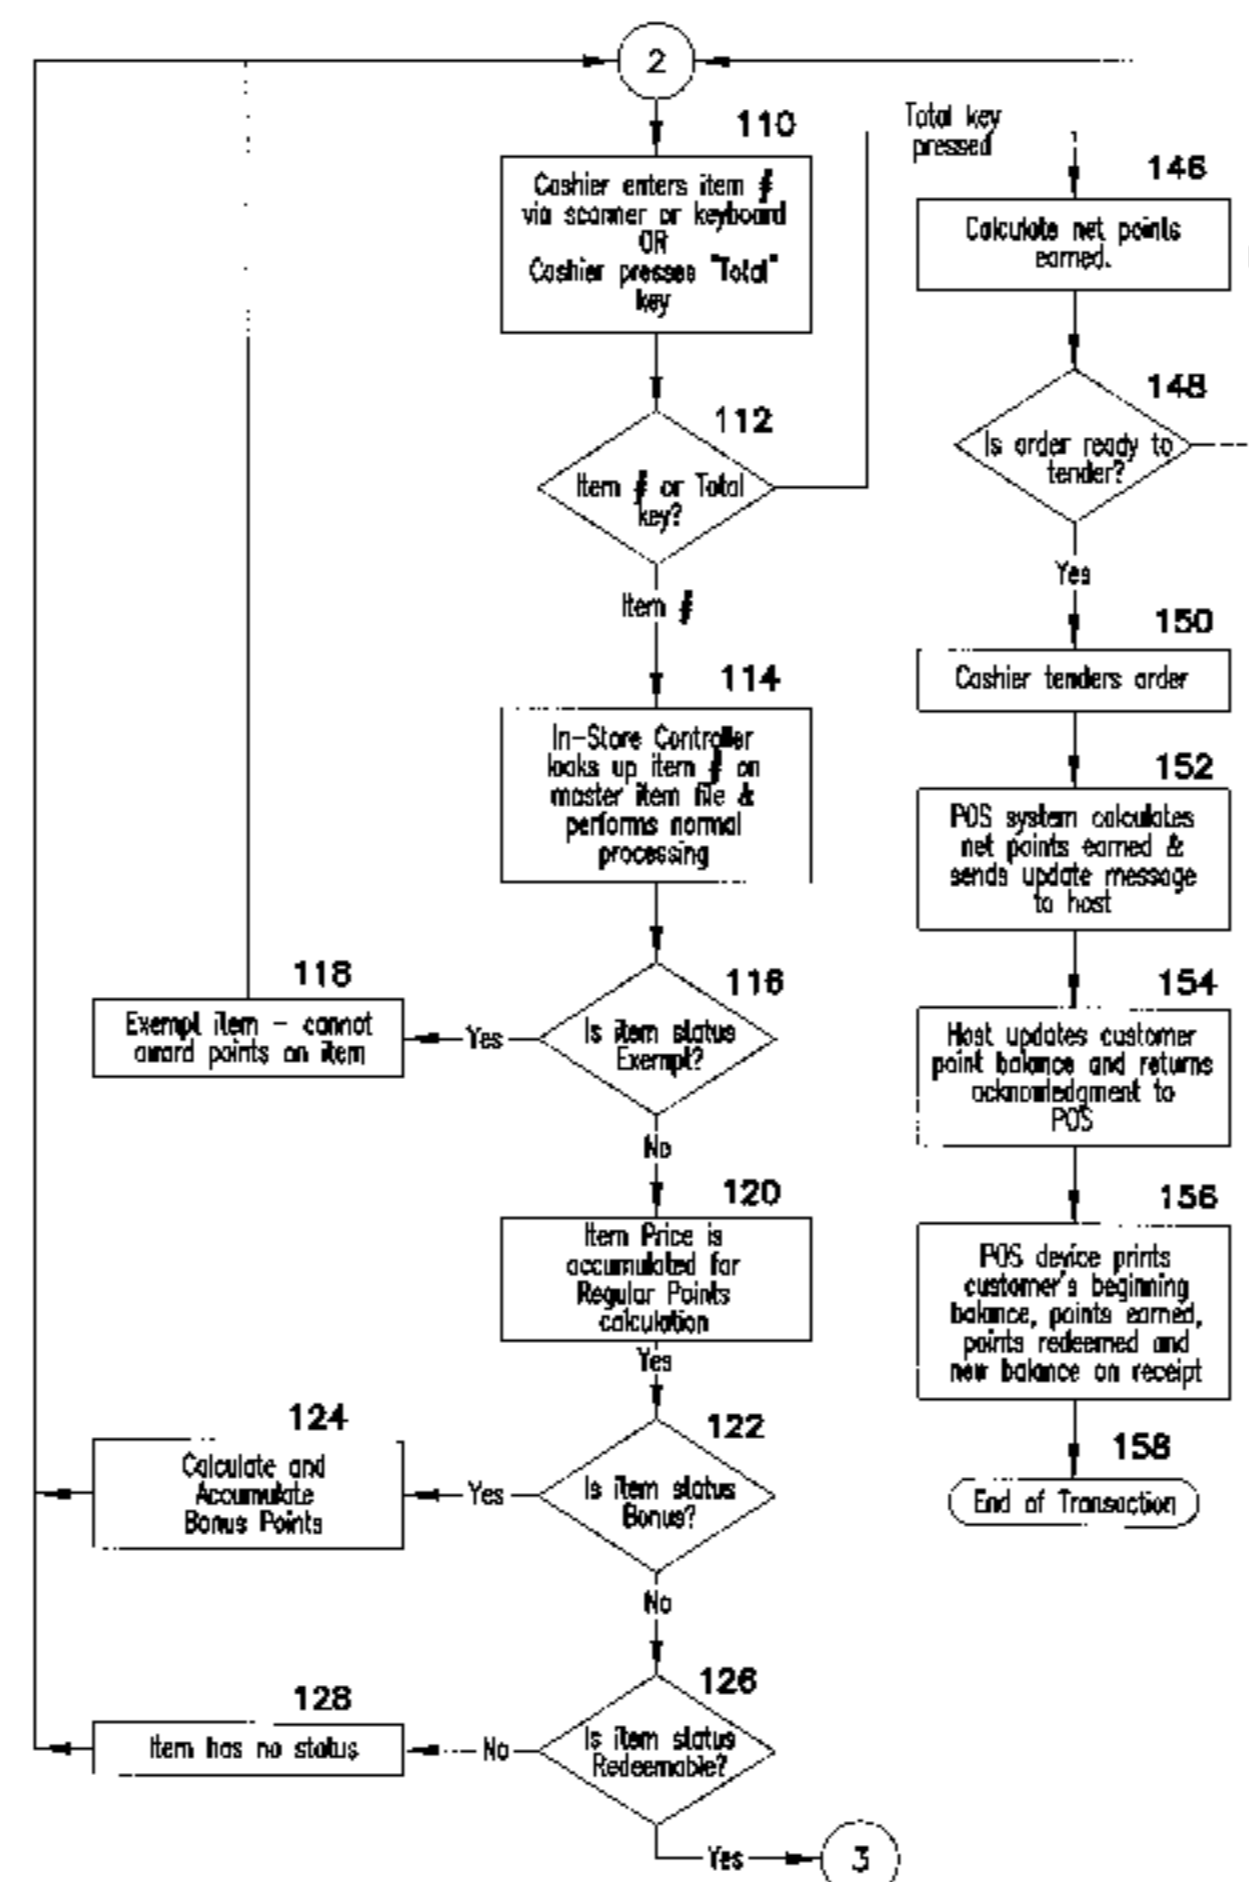 2
110
Cashier enters item #
via scanner or keyboard
OR
Cashier presses "Total"
key
112
Item # or Total
key?
Item #
114
In-Store Controller
looks up item # on
master item file &
performs normal
processing
116
Is item status
Exempt?
Yes
118
Exempt item - cannot
award points on item
No
120
Item Price is
accumulated for
Regular Points
calculation
Yes
122
Is item status
Bonus?
Yes
124
Calculate and
Accumulate
Bonus Points
No
126
Is item status
Redeemable?
No
128
Item has no status
Yes
3
Total key
pressed
146
Calculate net points
earned.
148
Is order ready to
tender?
Yes
150
Cashier tenders order
152
POS system calculates
net points earned &
sends update message
to host
154
Host updates customer
point balance and returns
acknowledgment to
POS
156
POS device prints
customer's beginning
balance, points earned,
points redeemed and
new balance on receipt
158
End of Transaction